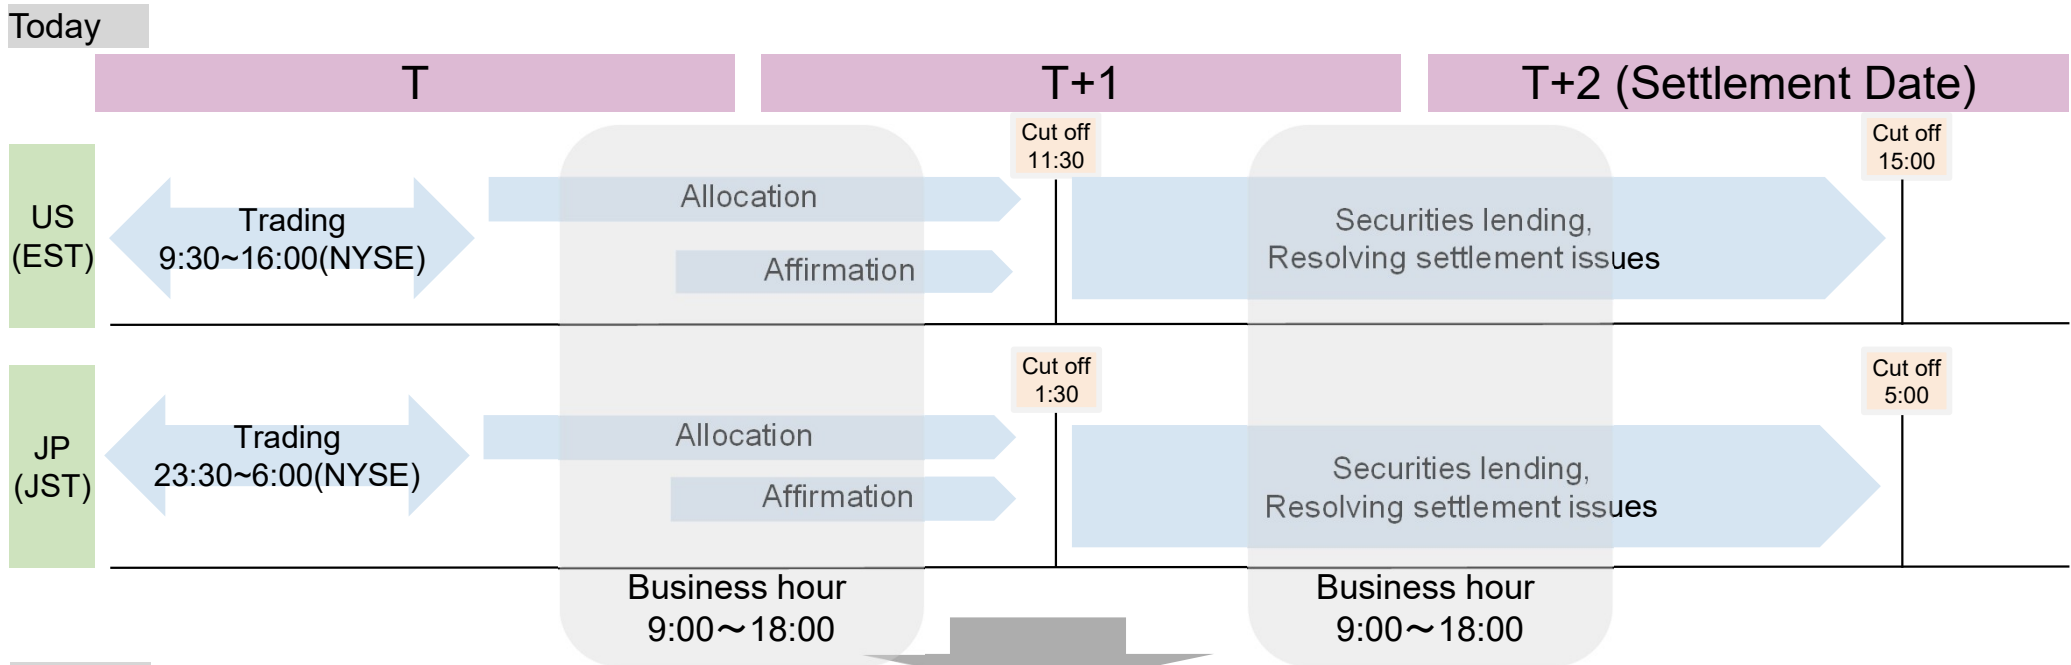 Today
T
T+1
T+2 (Settlement Date)
US
(EST)
Trading
9:30~16:00(NYSE)
Allocation
Affirmation
Cut off
11:30
Securities lending,
Resolving settlement issues
Cut off
15:00
JP
(JST)
Trading
23:30~6:00(NYSE)
Allocation
Affirmation
Cut off
1:30
Securities lending,
Resolving settlement issues
Cut off
5:00
Business hour
9:00～18:00
Business hour
9:00～18:00